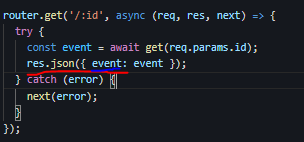 router.get('/:id', async (req, res, next) => {
  try {
    const event = await get(req.params.id);
    res.json({ event: event });
  } catch (error) {
    next(error);
  }
});